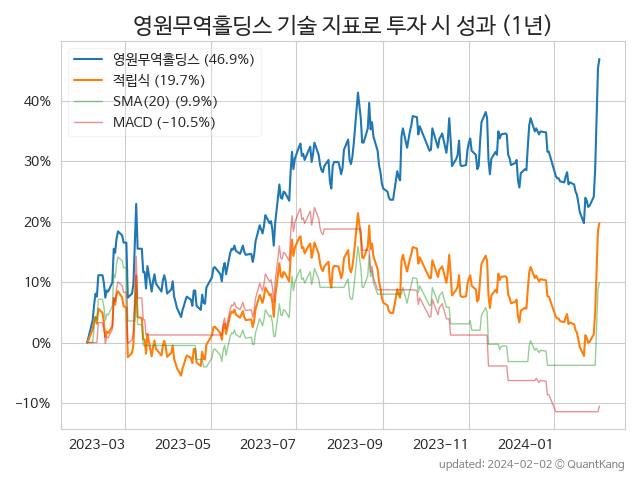 영원무역홀딩스 기술 지표로 투자 시 성과 (1년)
영원무역홀딩스 (46.9%)
적립식 (19.7%)
SMA(20) (9.9%)
MACD (−10.5%)
40%
30%
20%
10%
0%
−10%
2023-03 2023-05 2023-07 2023-09 2023-11 2024-01
updated: 2024-02-02 © QuantKang